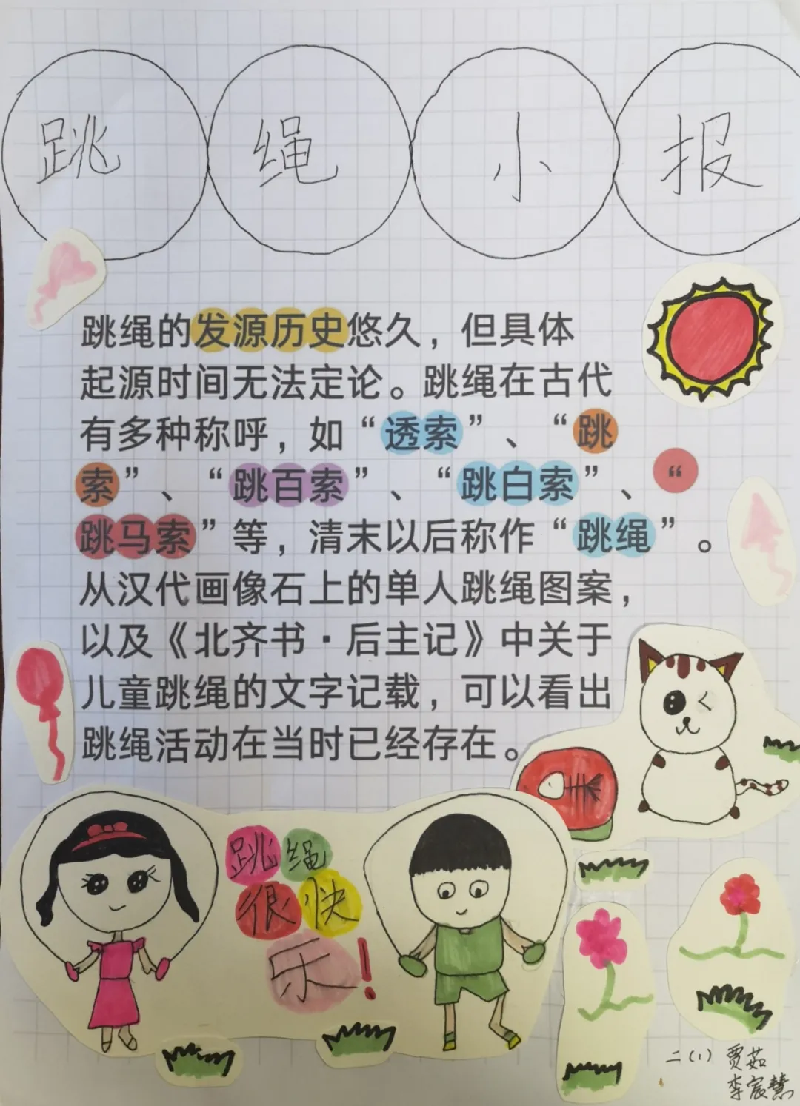 跳绳小报
跳绳的发源历史悠久，但具体
起源时间无法定论。跳绳在古代
有多种称呼，如“透索”、“跳
索”、“跳百索”、“跳白索”、“
跳马索”等，清末以后称作“跳绳”。
从汉代画像石上的单人跳绳图案，
以及《北齐书·后主记》中关于
儿童跳绳的文字记载，可以看出
跳绳活动在当时已经存在。
跳绳
很快
乐！
二(1) 贾茹
李宸慧